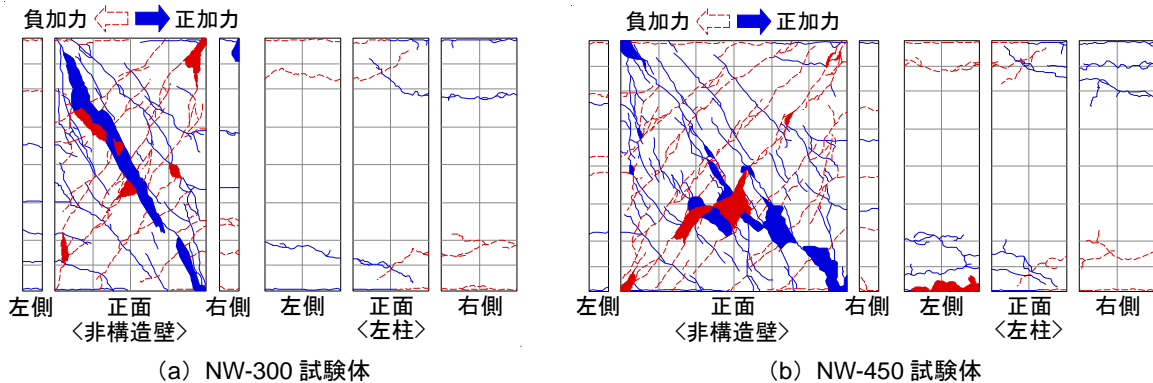 負加力 正加力
左側 正面 右側 左側 正面 右側
<非構造壁> <左柱>
(a) NW-300 試験体
負加力 正加力
左側 正面 右側 左側 正面 右側
<非構造壁> <左柱>
(b) NW-450 試験体